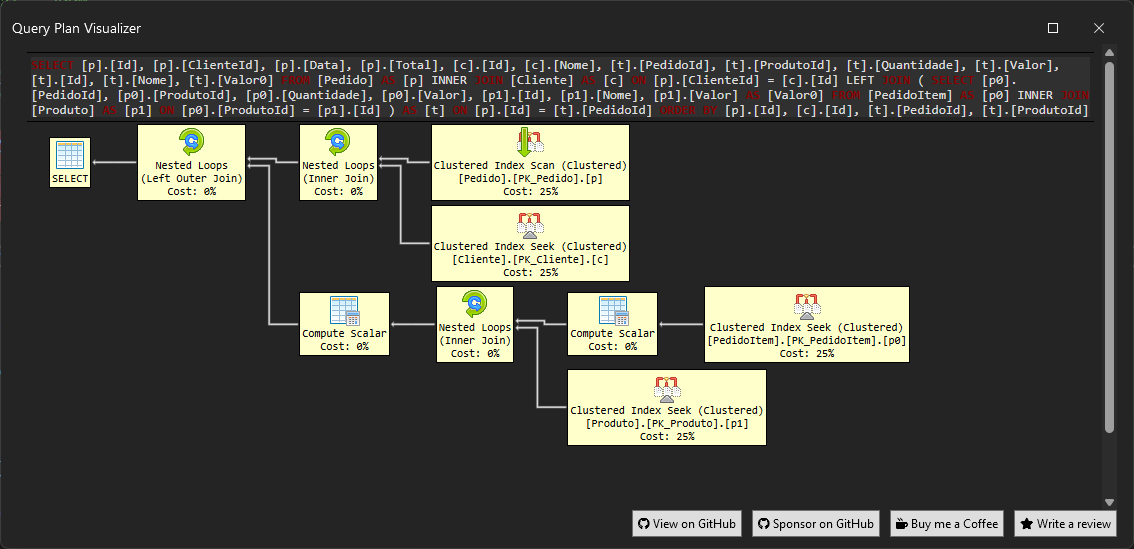 Query Plan Visualizer
SELECT [p].[Id], [p].[ClienteId], [p].[Data], [p].[Total], [c].[Id], [c].[Nome], [t].[PedidoId], [t].[ProdutoId], [t].[Quantidade], [t].[Valor],
[t].[Id], [t].[Nome], [t].[Valor0] FROM [Pedido] AS [p] INNER JOIN [Cliente] AS [c] ON [p].[ClienteId] = [c].[Id] LEFT JOIN ( SELECT [p0].
[PedidoId], [p0].[ProdutoId], [p0].[Quantidade], [p0].[Valor], [p1].[Id], [p1].[Nome], [p1].[Valor] AS [Valor0] FROM [PedidoItem] AS [p0] INNER JOIN
[Produto] AS [p1] ON [p0].[ProdutoId] = [p1].[Id] ) AS [t] ON [p].[Id] = [t].[PedidoId] ORDER BY [p].[Id], [c].[Id], [t].[PedidoId], [t].[ProdutoId]
SELECT
Nested Loops
(Left Outer Join)
Cost: 0%
Nested Loops
(Inner Join)
Cost: 0%
Clustered Index Scan (Clustered)
[Pedido].[PK_Pedido].[p]
Cost: 25%
Clustered Index Seek (Clustered)
[Cliente].[PK_Cliente].[c]
Cost: 25%
Compute Scalar
Cost: 0%
Nested Loops
(Inner Join)
Cost: 0%
Compute Scalar
Cost: 0%
Clustered Index Seek (Clustered)
[PedidoItem].[PK_PedidoItem].[p0]
Cost: 25%
Clustered Index Seek (Clustered)
[Produto].[PK_Produto].[p1]
Cost: 25%
View on GitHub
Sponsor on GitHub
Buy me a Coffee
Write a review